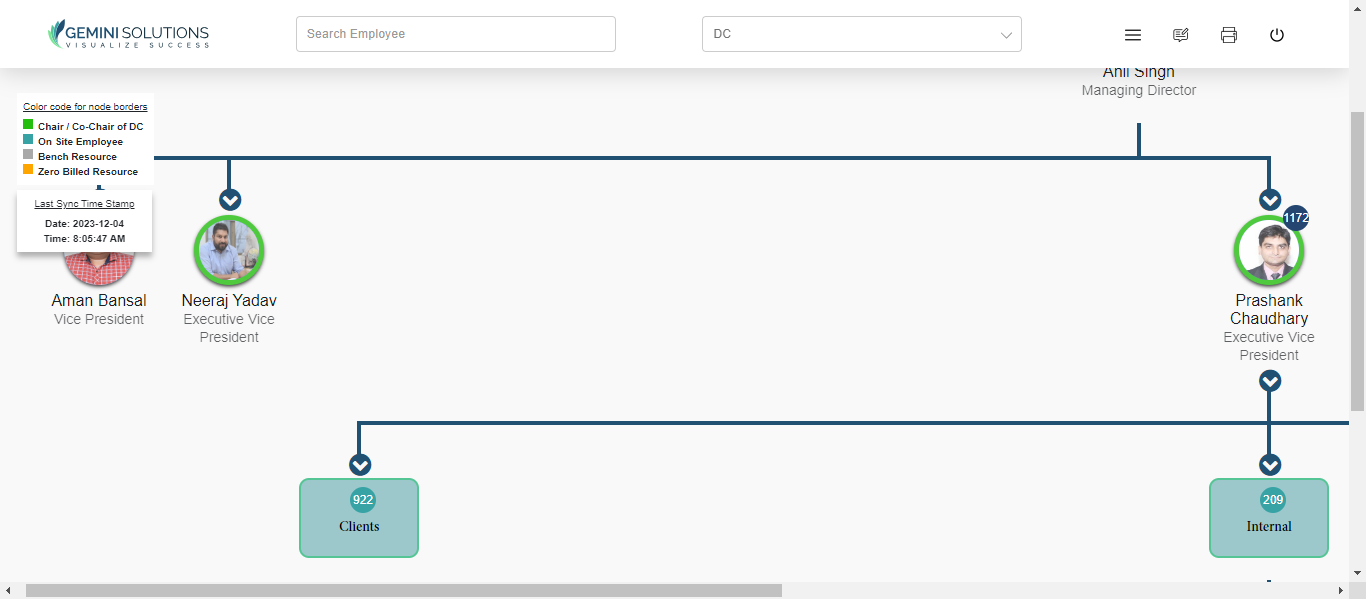 GEMINI SOLUTIONS
VISUALIZE SUCCESS
Search Employee
DC
Anil Singh
Managing Director
Color code for node borders
Chair / Co-Chair of DC
On Site Employee
Bench Resource
Zero Billed Resource
Last Sync Time Stamp
Date: 2023-12-04
Time: 8:05:47 AM
Aman Bansal
Vice President
Neeraj Yadav
Executive Vice
President
1172
Prashank
Chaudhary
Executive Vice
President
922
Clients
209
Internal